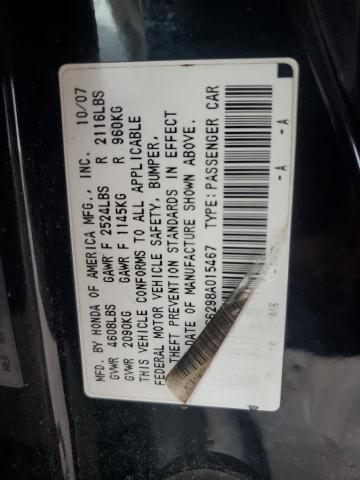 MFD. BY HONDA OF AMERICA MFG., INC. 10/07
GVWR 4608LBS GAWR F 2524LBS R 2116LBS
GVWR 2090KG GAWR F 1145KG R 960KG
THIS VEHICLE CONFORMS TO ALL APPLICABLE
FEDERAL MOTOR VEHICLE SAFETY, BUMPER,
THEFT PREVENTION STANDARDS IN EFFECT
DATE OF MANUFACTURE SHOWN ABOVE.
6298A015467 TYPE:PASSENGER CAR
-A -A